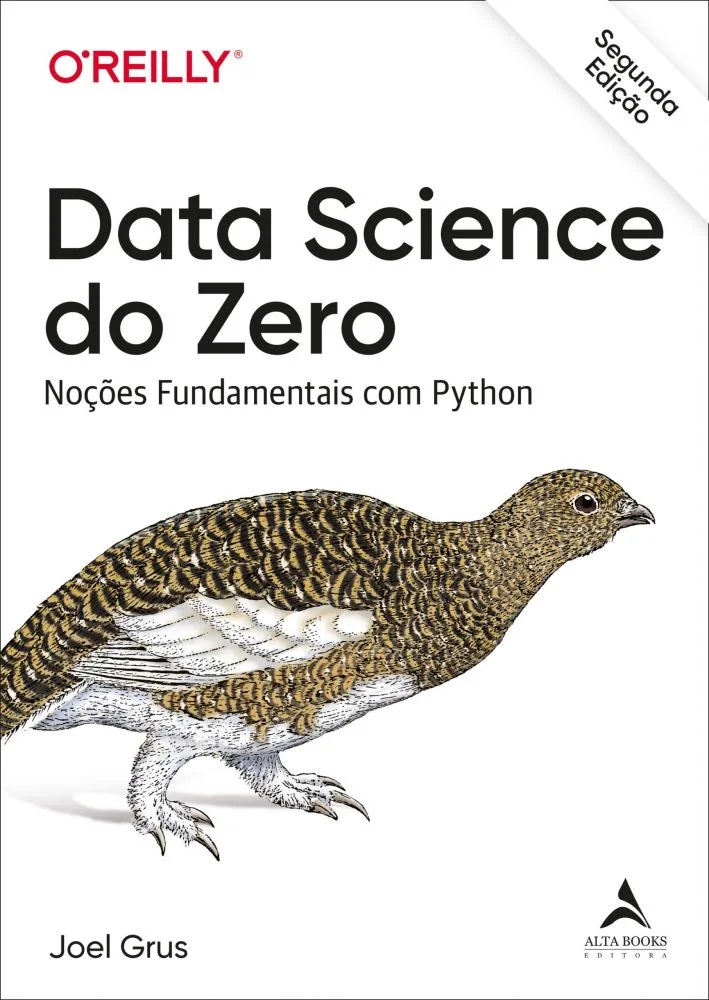 O'REILLY®
Segunda
Edição
Data Science
do Zero
Noções Fundamentais com Python
Joel Grus
ALTA BOOKS
EDITORA